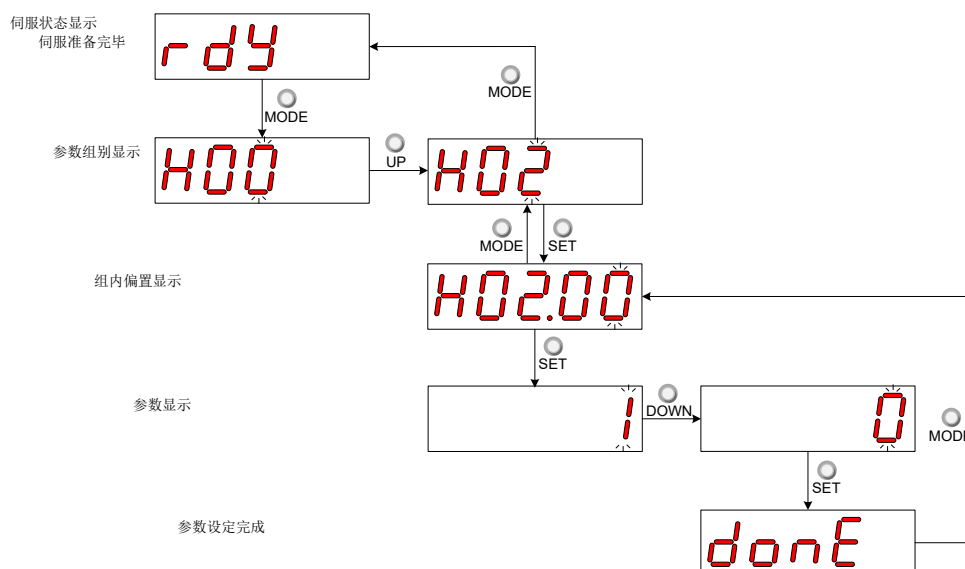 伺服状态显示
伺服准备完毕
rdy
MODE
MODE
参数组别显示
H00
UP
H02
MODE
SET
组内偏置显示
H02.00
SET
参数显示
1
DOWN
0
MODE
SET
参数设定完成
donE